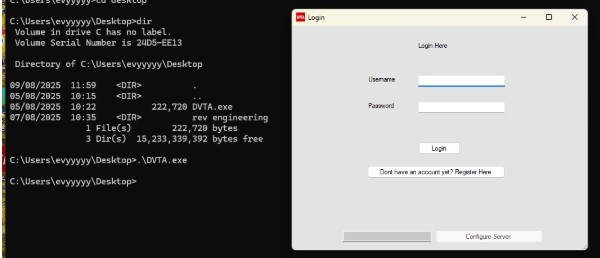 C:\Users\evyyyyy>cd desktop
C:\Users\evyyyyy\Desktop>dir
Volume in drive C has no label.
Volume Serial Number is 24D5-EE13
Directory of C:\Users\evyyyyy\Desktop
09/08/2025 11:59 <DIR> .
05/08/2025 10:15 <DIR> ..
05/08/2025 10:22 222,720 DVTA.exe
07/08/2025 10:35 <DIR> rev engineering
1 File(s) 222,720 bytes
3 Dir(s) 15,233,339,392 bytes free
C:\Users\evyyyyy\Desktop>.\DVTA.exe
C:\Users\evyyyyy\Desktop>
Login
Login Here
Username
Password
Login
Dont have an account yet? Register Here
Configure Server